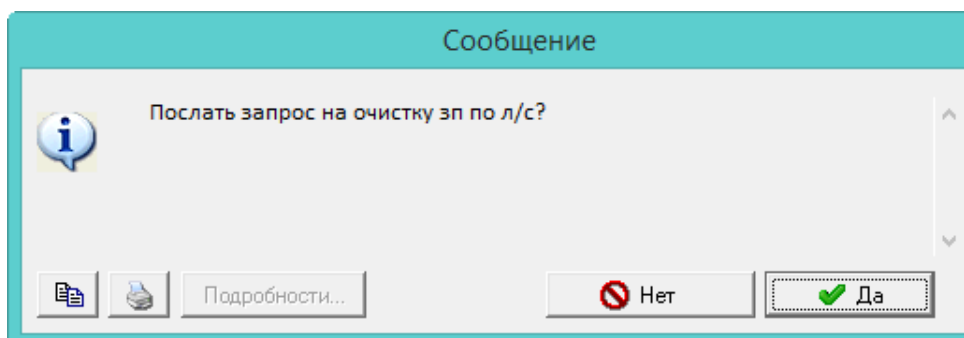 Сообщение
Послать запрос на очистку зп по л/с?
Подробности...
Нет
Да